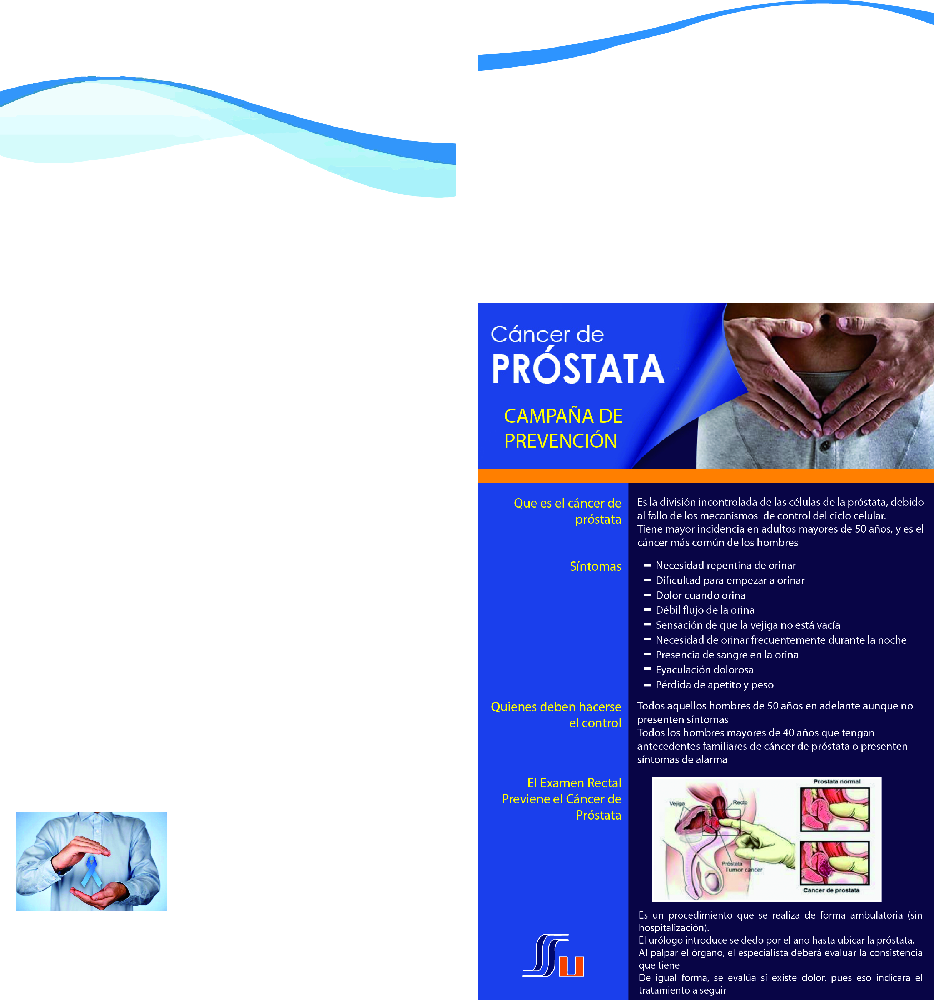 Cáncer de
PRÓSTATA
CAMPAÑA DE
PREVENCIÓN
Que es el cáncer de
próstata
Es la división incontrolada de las células de la próstata, debido
al fallo de los mecanismos  de control del ciclo celular.
Tiene mayor incidencia en adultos mayores de 50 años, y es el
cáncer más común de los hombres
Síntomas
- Necesidad repentina de orinar
- Dificultad para empezar a orinar
- Dolor cuando orina
- Débil flujo de la orina
- Sensación de que la vejiga no está vacía
- Necesidad de orinar frecuentemente durante la noche
- Presencia de sangre en la orina
- Eyaculación dolorosa
- Pérdida de apetito y peso
Quienes deben hacerse
el control
Todos aquellos hombres de 50 años en adelante aunque no
presenten síntomas
Todos los hombres mayores de 40 años que tengan
antecedentes familiares de cáncer de próstata o presenten
síntomas de alarma
El Examen Rectal
Previene el Cáncer de
Próstata
Prostata normal
Vejiga
Recto
Próstata
Tumor cancer
Cancer de prostata
Es un procedimiento que se realiza de forma ambulatoria (sin
hospitalización).
El urólogo introduce se dedo por el ano hasta ubicar la próstata.
Al palpar el órgano, el especialista deberá evaluar la consistencia
que tiene
De igual forma, se evalúa si existe dolor, pues eso indicara el
tratamiento a seguir
SSU